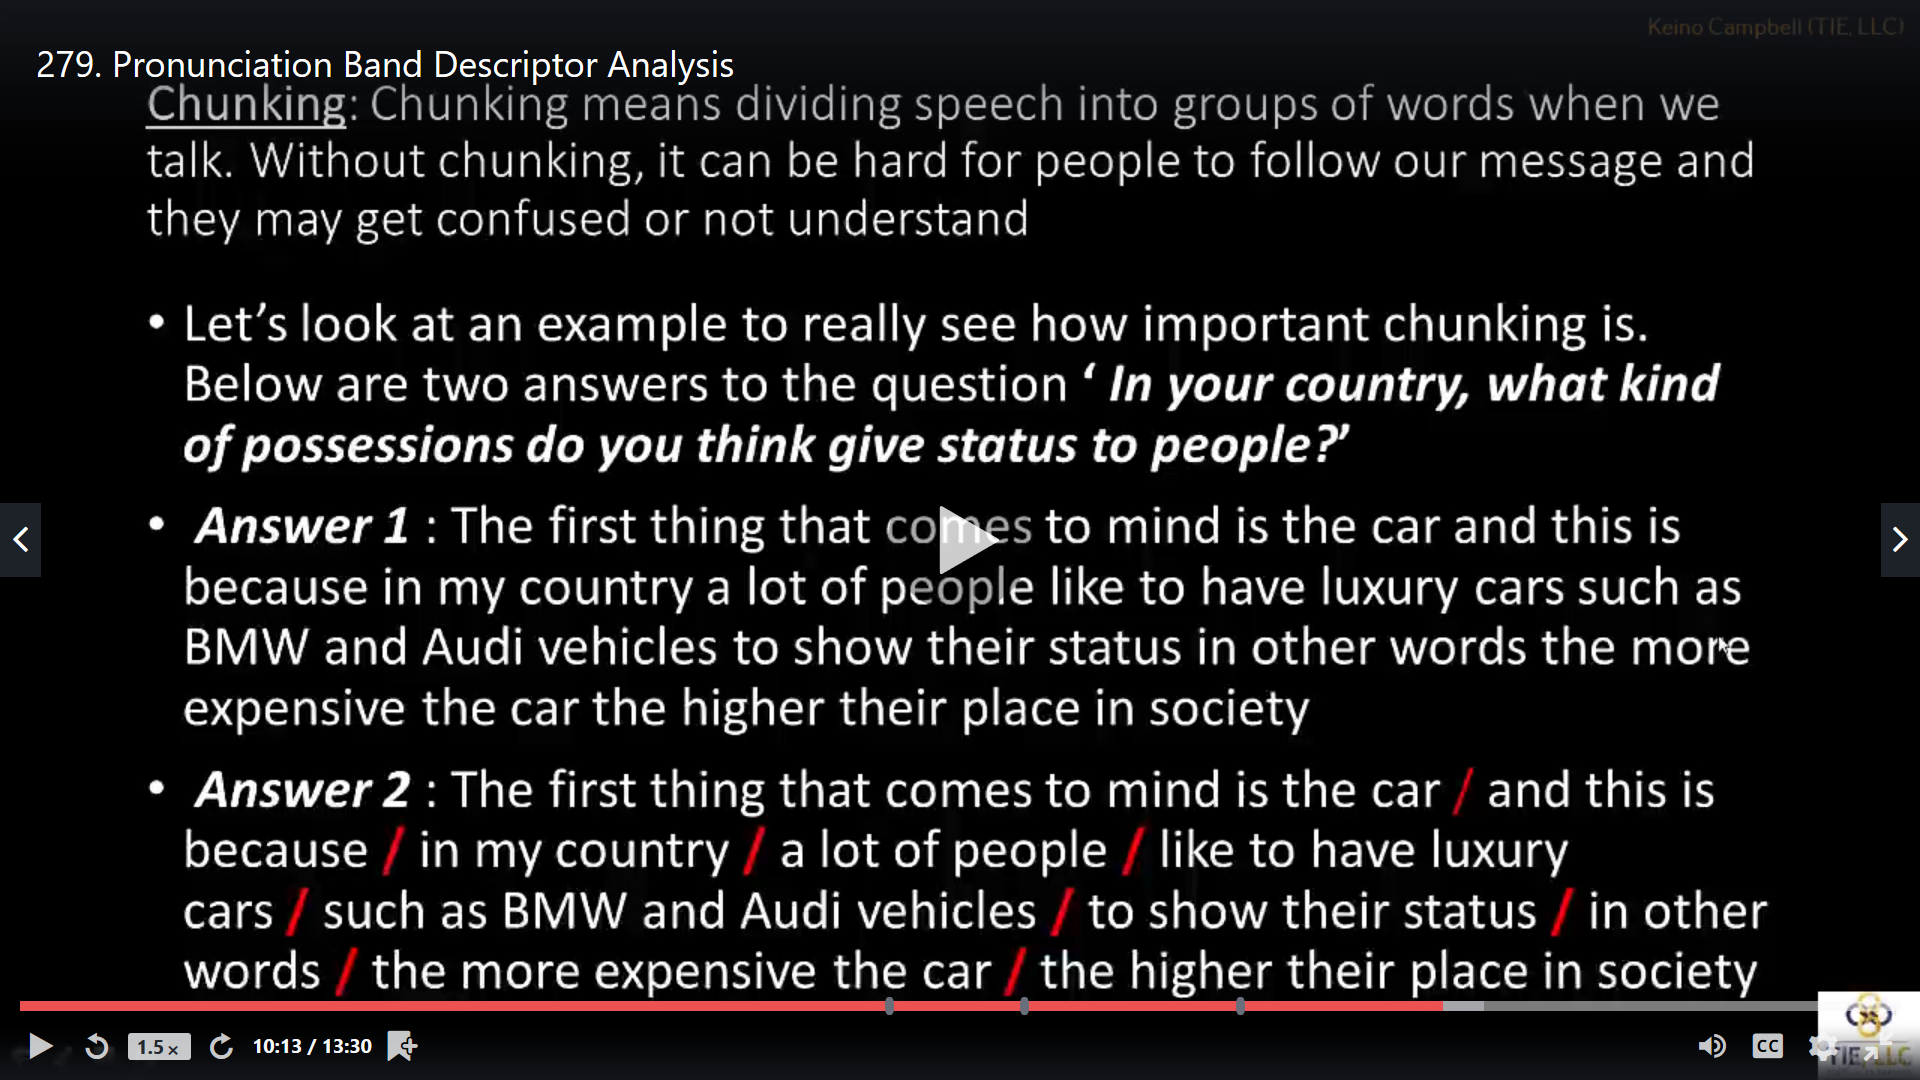 Keino Campbell (TIE, LLC)
279. Pronunciation Band Descriptor Analysis
Chunking: Chunking means dividing speech into groups of words when we
talk. Without chunking, it can be hard for people to follow our message and
they may get confused or not understand
• Let's look at an example to really see how important chunking is.
Below are two answers to the question ‘ In your country, what kind
of possessions do you think give status to people?’
• Answer 1 : The first thing that comes to mind is the car and this is
because in my country a lot of people like to have luxury cars such as
BMW and Audi vehicles to show their status in other words the more
expensive the car the higher their place in society
• Answer 2 : The first thing that comes to mind is the car / and this is
because / in my country / a lot of people / like to have luxury
cars / such as BMW and Audi vehicles / to show their status / in other
words / the more expensive the car / the higher their place in society
1.5 x
10:13 / 13:30
CC
TIE, LLC